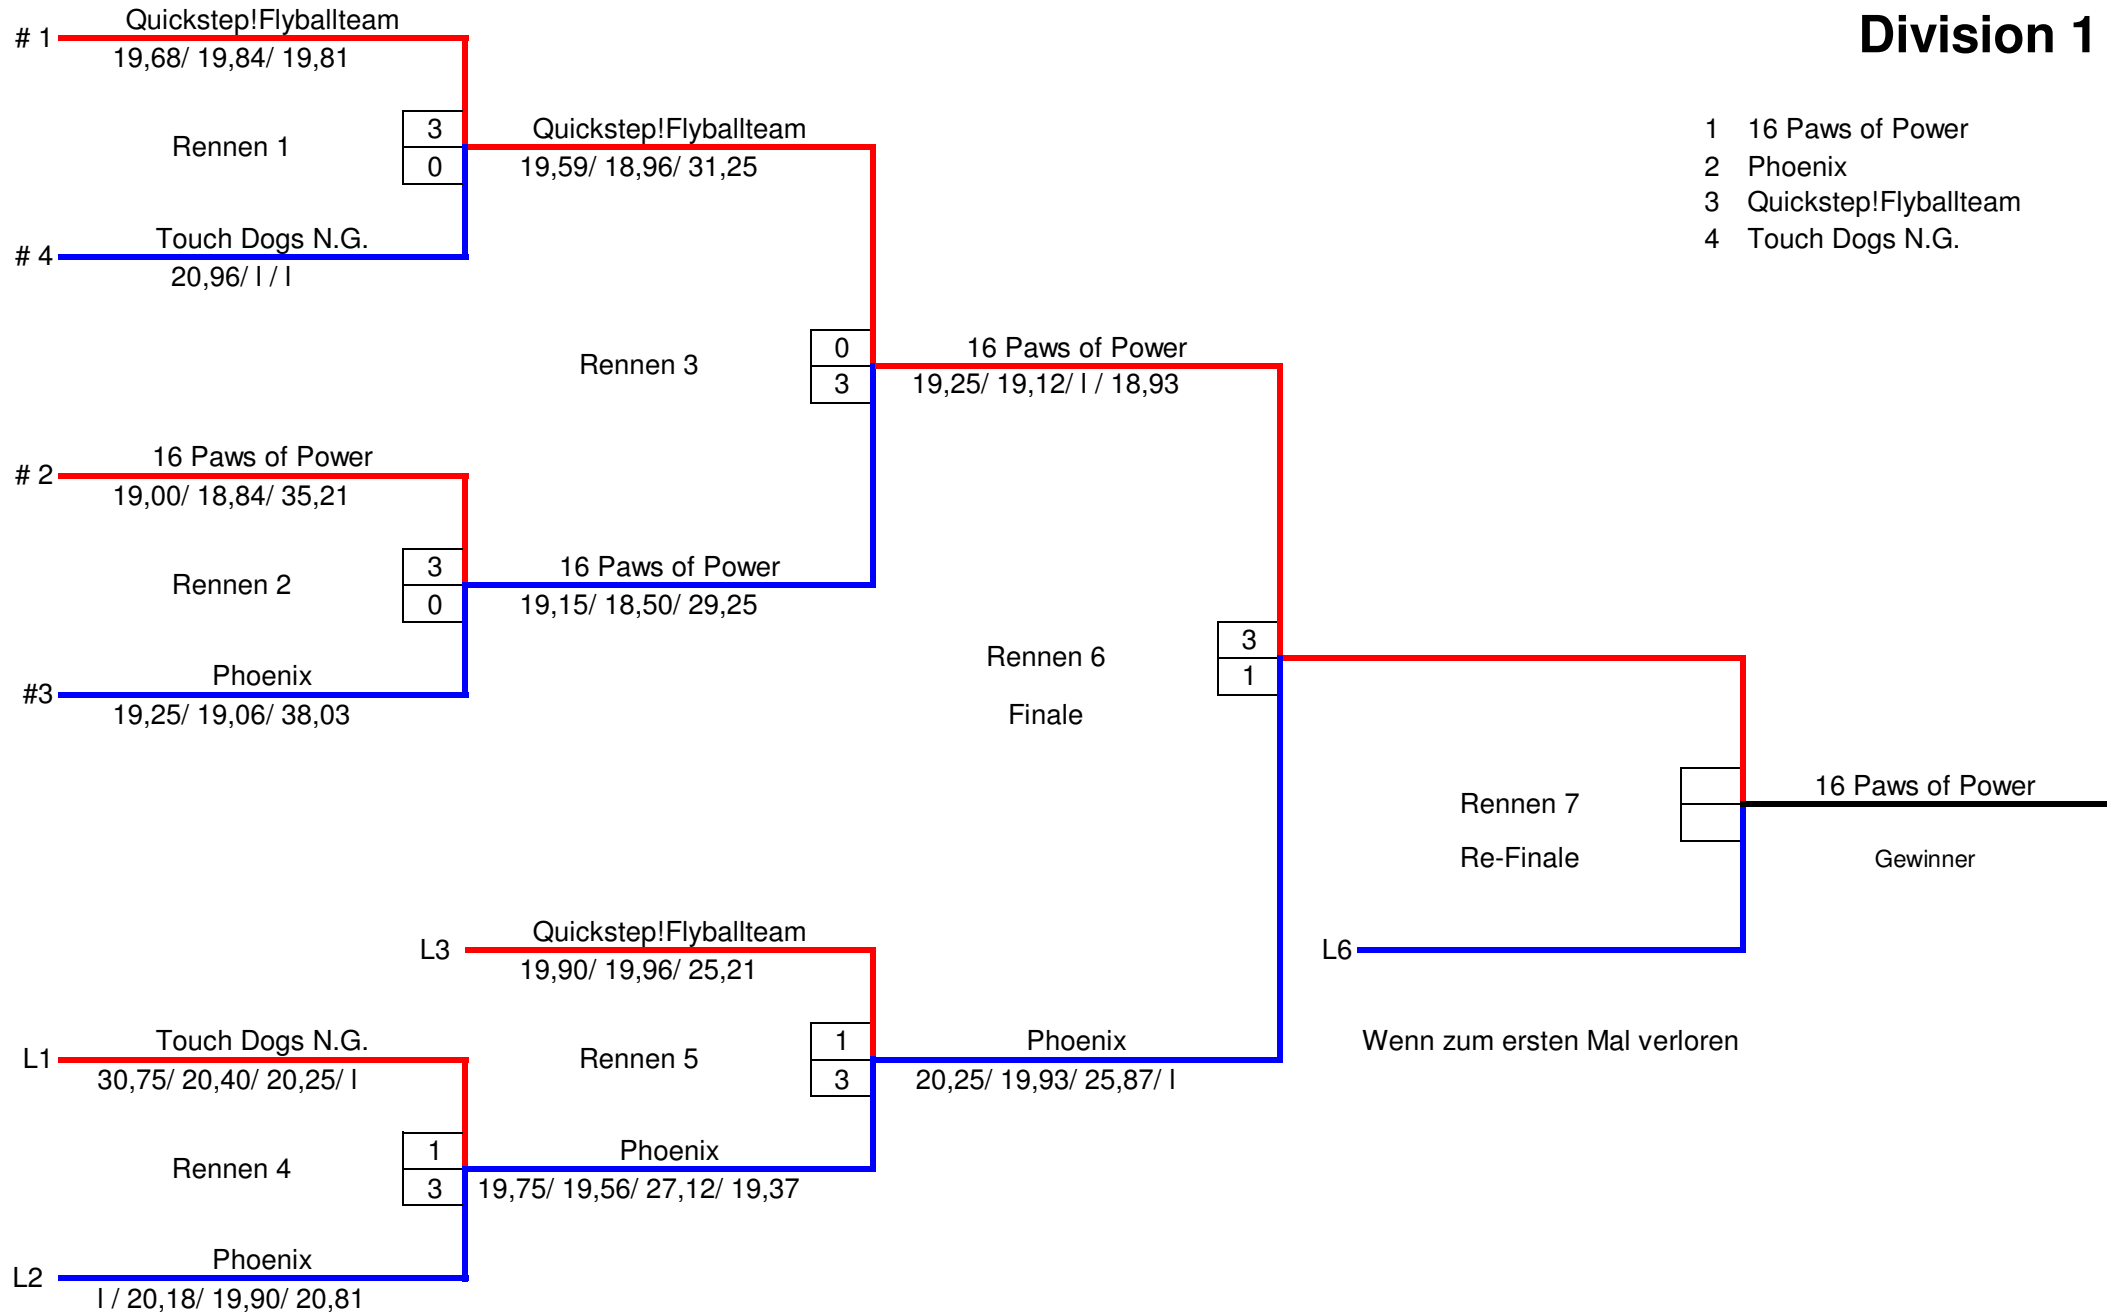 Division 1
1 16 Paws of Power
2 Phoenix
3 Quickstep!Flyballteam
4 Touch Dogs N.G.
# 1
Quickstep!Flyballteam
19,68/ 19,84/ 19,81
Rennen 1
3
0
# 4
Touch Dogs N.G.
20,96/ l / l
Quickstep!Flyballteam
19,59/ 18,96/ 31,25
Rennen 3
0
3
# 2
16 Paws of Power
19,00/ 18,84/ 35,21
Rennen 2
3
0
#3
Phoenix
19,25/ 19,06/ 38,03
16 Paws of Power
19,15/ 18,50/ 29,25
16 Paws of Power
19,25/ 19,12/ l / 18,93
Rennen 6
3
1
Finale
Rennen 7
Re-Finale
16 Paws of Power
Gewinner
L6
Wenn zum ersten Mal verloren
L3
Quickstep!Flyballteam
19,90/ 19,96/ 25,21
Rennen 5
1
3
Phoenix
20,25/ 19,93/ 25,87/ l
L1
Touch Dogs N.G.
30,75/ 20,40/ 20,25/ l
Rennen 4
1
3
Phoenix
19,75/ 19,56/ 27,12/ 19,37
L2
Phoenix
l / 20,18/ 19,90/ 20,81